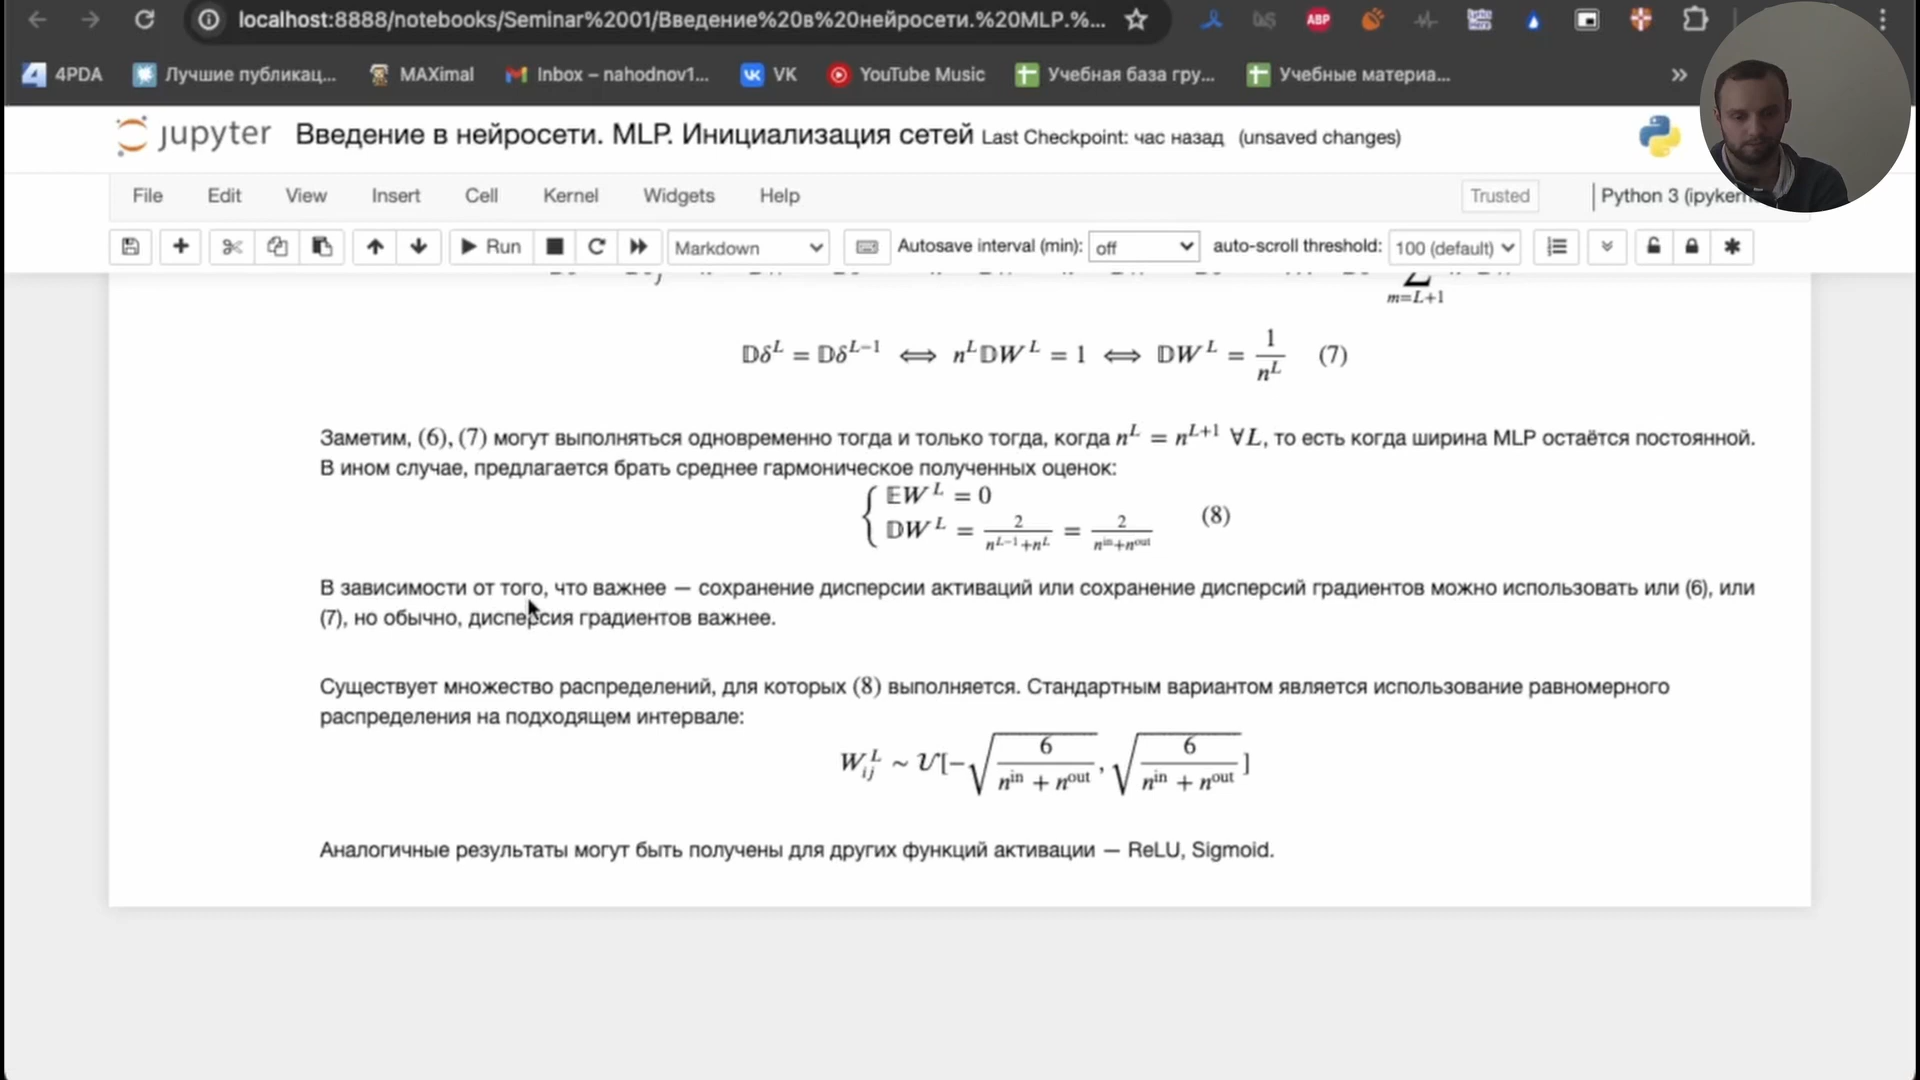 localhost:8888/notebooks/Seminar%2001/Введение%20в%20нейросети.%20MLP.%...
ABP
4PDA
Лучшие публикац...
MAXimal
Inbox – nahodnov1...
VK
YouTube Music
Учебная база гру...
Учебные материа...
»
jupyter Введение в нейросети. MLP. Инициализация сетей Last Checkpoint: час назад (unsaved changes)
File Edit View Insert Cell Kernel Widgets Help Trusted Python 3 (ipykern
Run Markdown Autosave interval (min): off auto-scroll threshold: 100 (default)
m=L+1
𝔻δ^L = 𝔻δ^{L−1} ⟺ n^L 𝔻W^L = 1 ⟺ 𝔻W^L = 1/n^L (7)
Заметим, (6), (7) могут выполняться одновременно тогда и только тогда, когда n^L = n^{L+1} ∀L, то есть когда ширина MLP остаётся постоянной.
В ином случае, предлагается брать среднее гармоническое полученных оценок:
𝔼W^L = 0
𝔻W^L = 2/(n^{L−1}+n^L) = 2/(n^{in}+n^{out}) (8)
В зависимости от того, что важнее — сохранение дисперсии активаций или сохранение дисперсий градиентов можно использовать или (6), или
(7), но обычно, дисперсия градиентов важнее.
Существует множество распределений, для которых (8) выполняется. Стандартным вариантом является использование равномерного
распределения на подходящем интервале:
W_{ij}^L ~ 𝒰[−√(6/(n^{in} + n^{out})), √(6/(n^{in} + n^{out}))]
Аналогичные результаты могут быть получены для других функций активации — ReLU, Sigmoid.